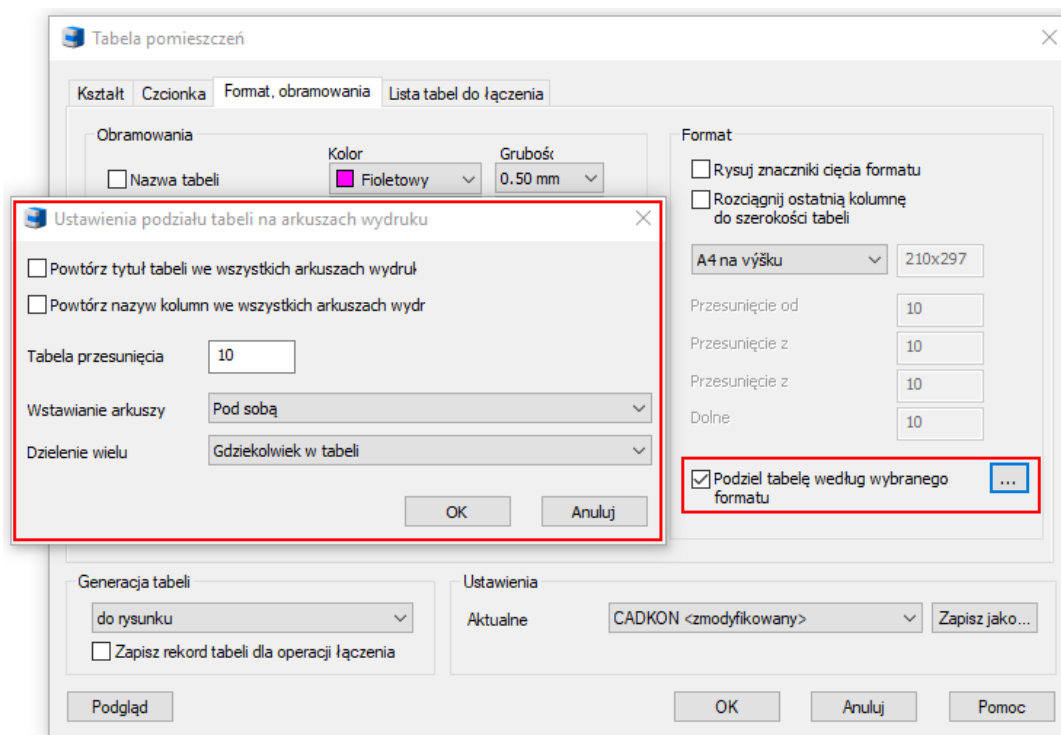 Tabela pomieszczeń
Kształt Czcionka Format, obramowania Lista tabel do łączenia
Obramowania
Kolor Grubość
Nazwa tabeli Fioletowy 0.50 mm
Format
Rysuj znaczniki cięcia formatu
Rozciągnij ostatnią kolumnę
do szerokości tabeli
A4 na výšku 210x297
Przesunięcie od 10
Przesunięcie z 10
Przesunięcie z 10
Dolne 10
Podziel tabelę według wybranego ...
formatu
Ustawienia podziału tabeli na arkuszach wydruku
Powtórz tytuł tabeli we wszystkich arkuszach wydruk
Powtórz nazyw kolumn we wszystkich arkuszach wydr
Tabela przesunięcia 10
Wstawianie arkuszy Pod sobą
Dzielenie wielu Gdziekolwiek w tabeli
OK Anuluj
Generacja tabeli
do rysunku
Zapisz rekord tabeli dla operacji łączenia
Ustawienia
Aktualne CADKON <zmodyfikowany> Zapisz jako...
Podgląd OK Anuluj Pomoc